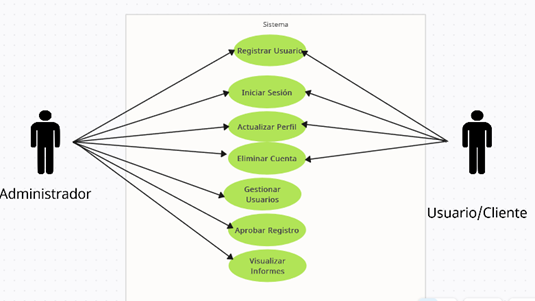 Sistema
Registrar Usuario
Iniciar Sesión
Actualizar Perfil
Eliminar Cuenta
Gestionar
Usuarios
Aprobar Registro
Visualizar
Informes
Administrador
Usuario/Cliente